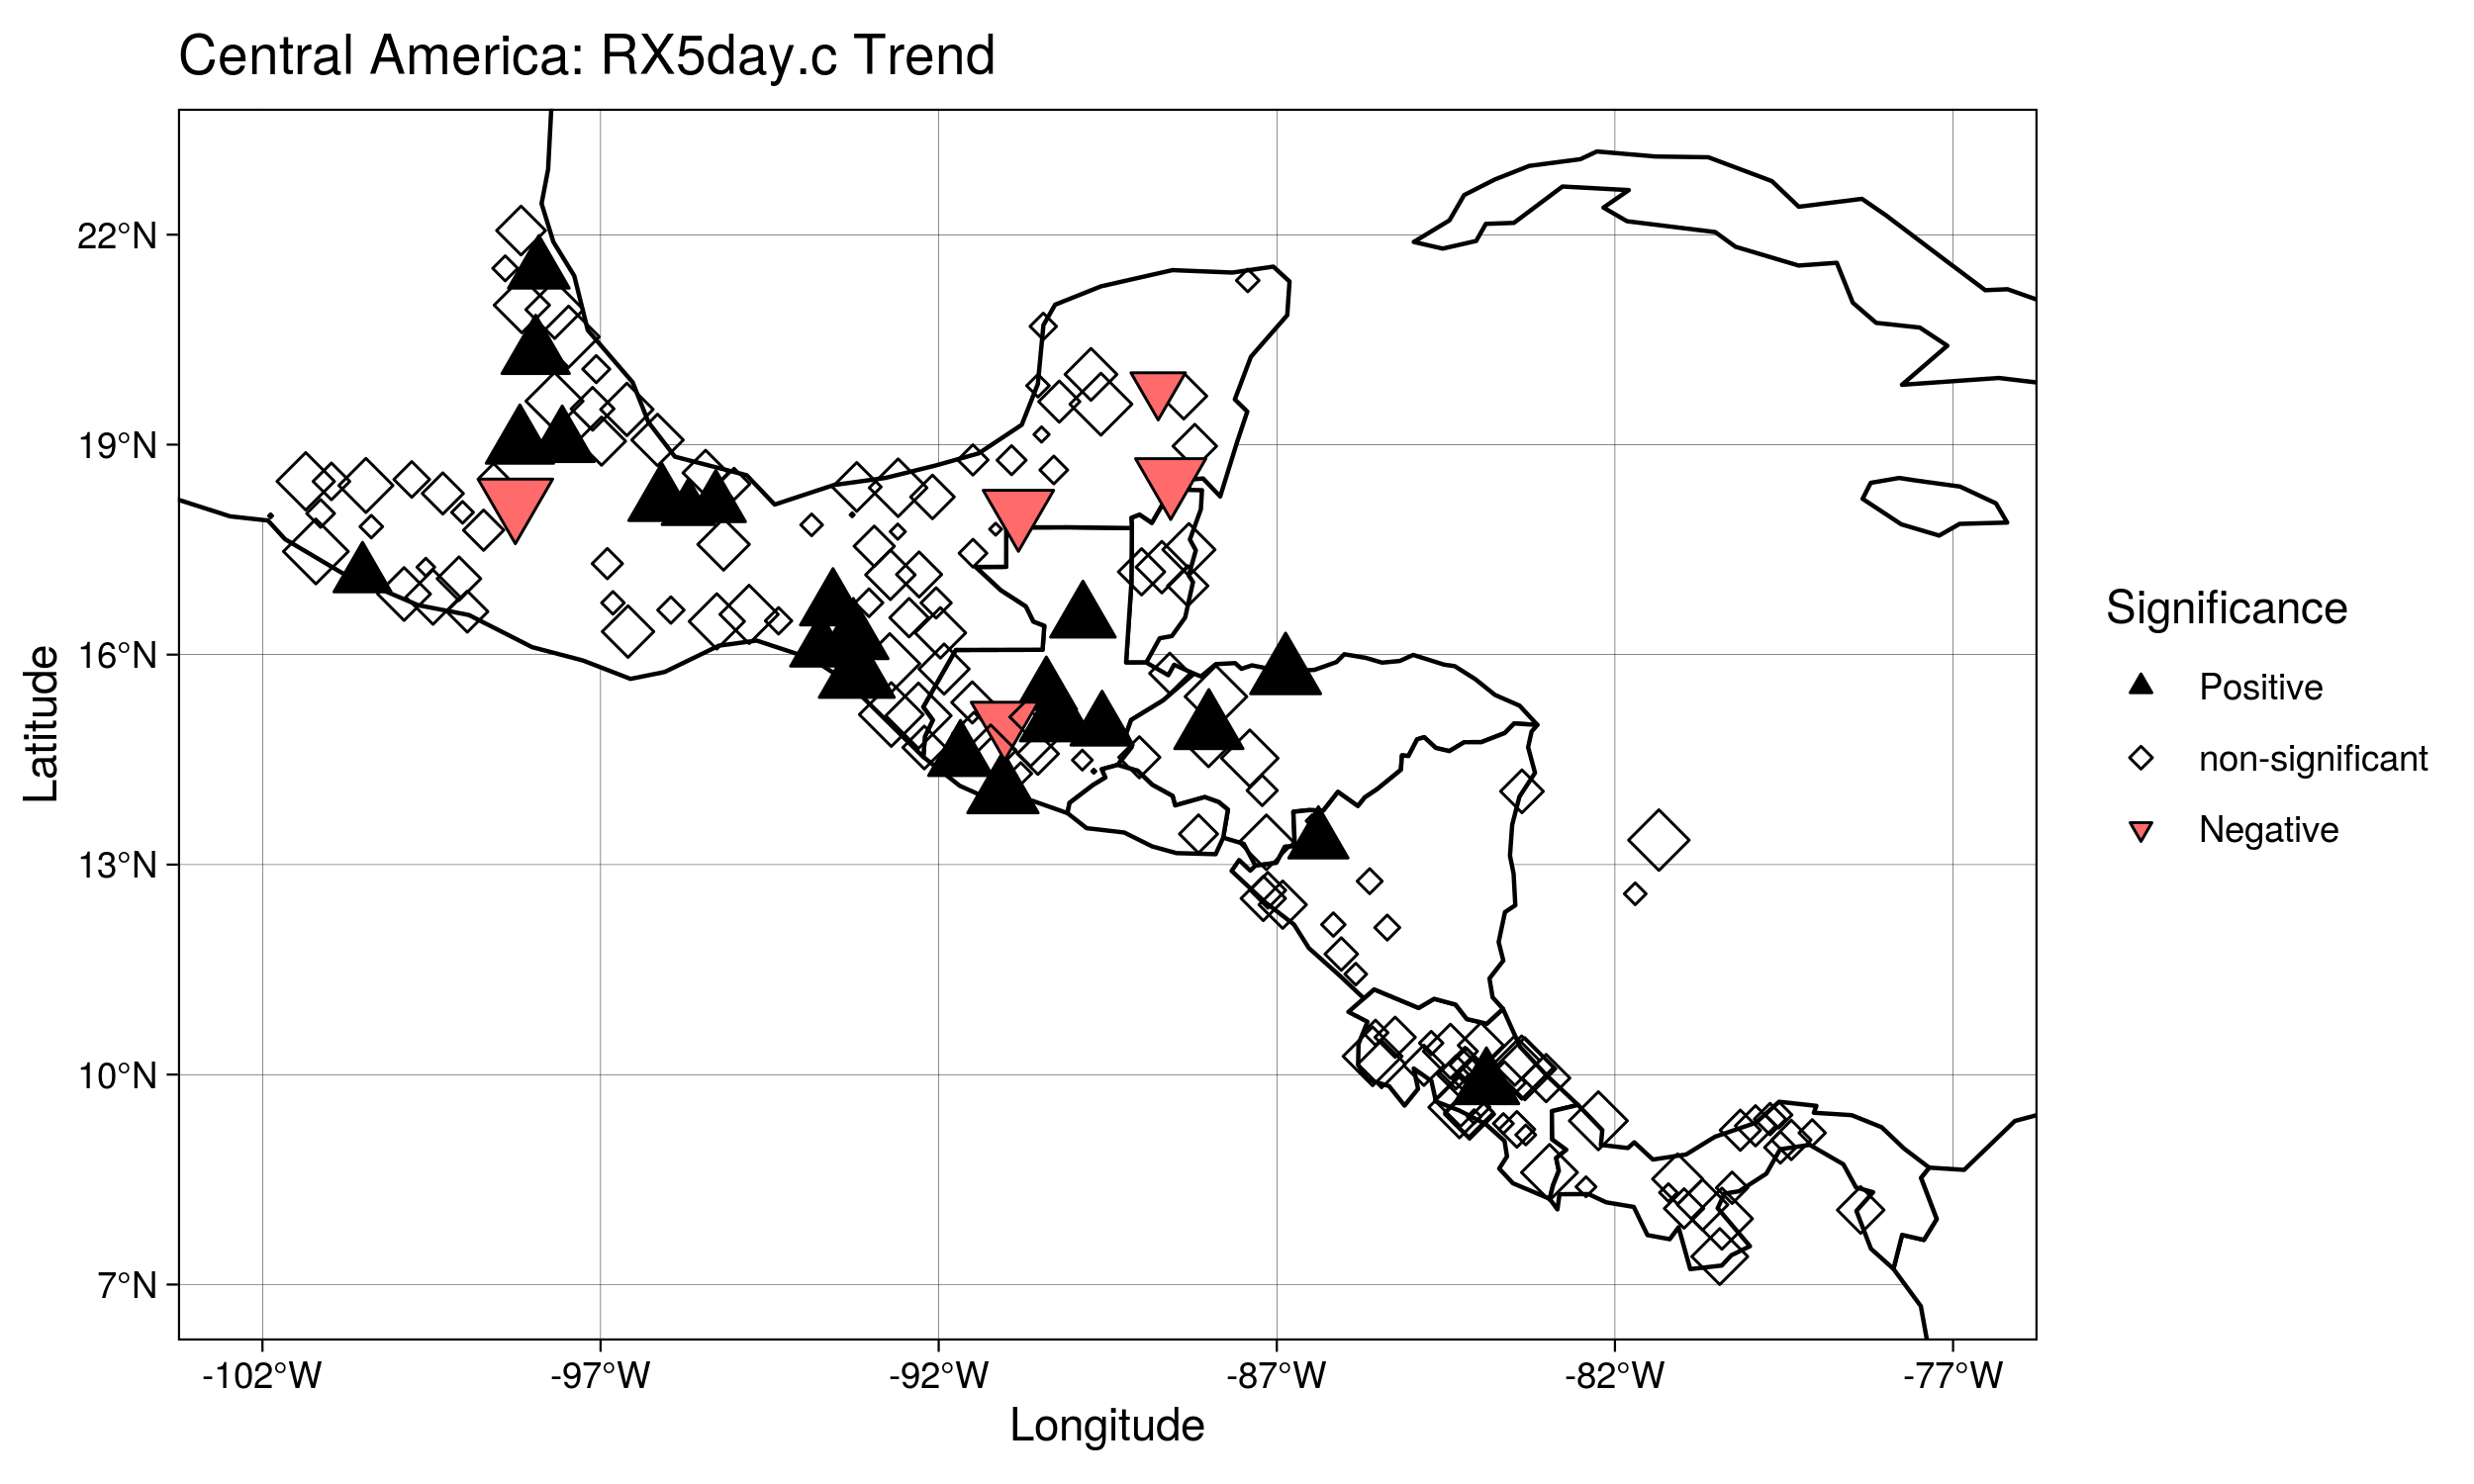 Central America: RX5day.c Trend
22°N
19°N
16°N
13°N
10°N
7°N
Latitude
-102°W
-97°W
-92°W
-87°W
-82°W
-77°W
Longitude
Significance
Positive
non-significant
Negative